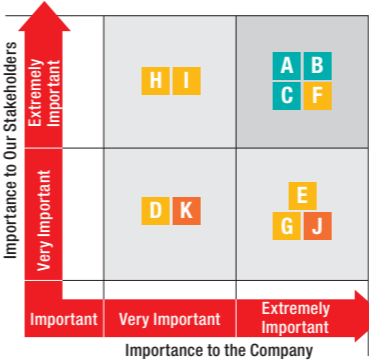 Importance to Our Stakeholders
Extremely
Important
Very Important
H I
A B
C F
D K
E
G J
Important
Very Important
Extremely
Important
Importance to the Company